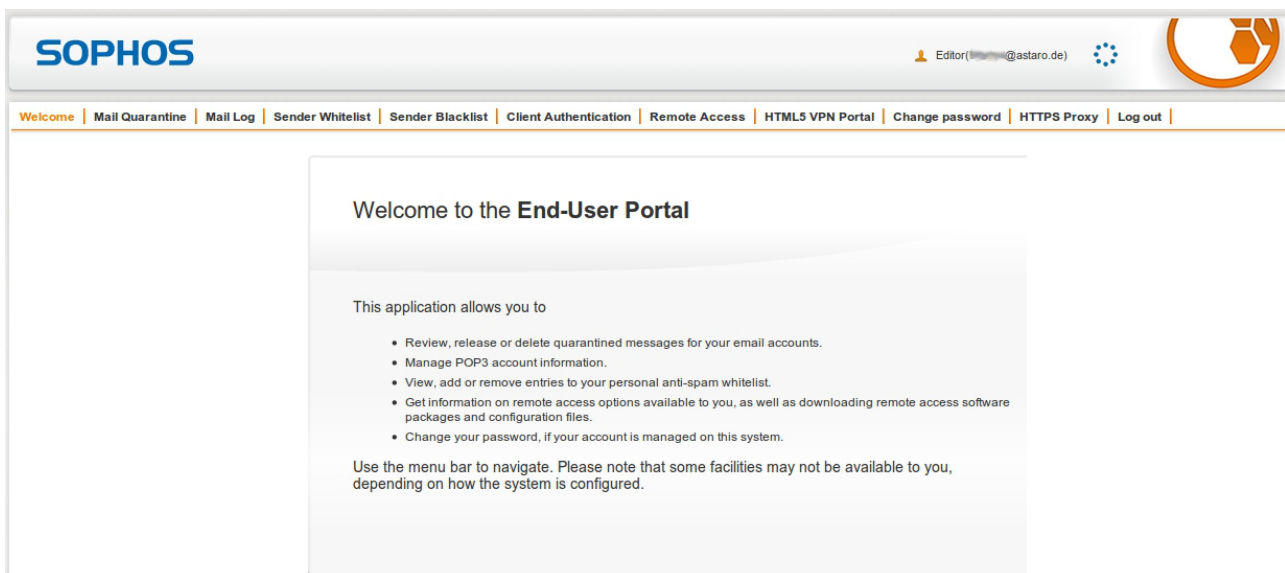 SOPHOS
Editor( @astaro.de)
Welcome | Mail Quarantine | Mail Log | Sender Whitelist | Sender Blacklist | Client Authentication | Remote Access | HTML5 VPN Portal | Change password | HTTPS Proxy | Log out |
Welcome to the End-User Portal
This application allows you to
• Review, release or delete quarantined messages for your email accounts.
• Manage POP3 account information.
• View, add or remove entries to your personal anti-spam whitelist.
• Get information on remote access options available to you, as well as downloading remote access software
packages and configuration files.
• Change your password, if your account is managed on this system.
Use the menu bar to navigate. Please note that some facilities may not be available to you,
depending on how the system is configured.